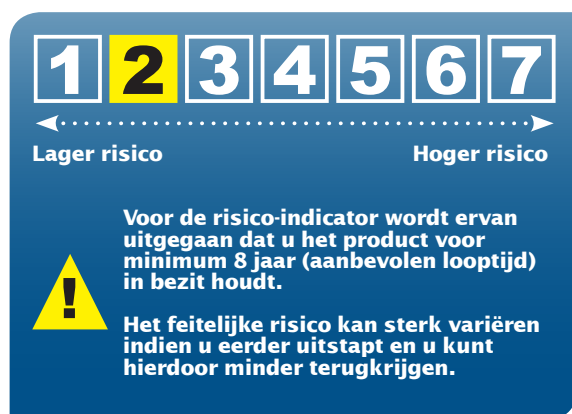 1 2 3 4 5 6 7
Lager risico Hoger risico
Voor de risico-indicator wordt ervan
uitgegaan dat u het product voor
minimum 8 jaar (aanbevolen looptijd)
in bezit houdt.
!
Het feitelijke risico kan sterk variëren
indien u eerder uitstapt en u kunt
hierdoor minder terugkrijgen.